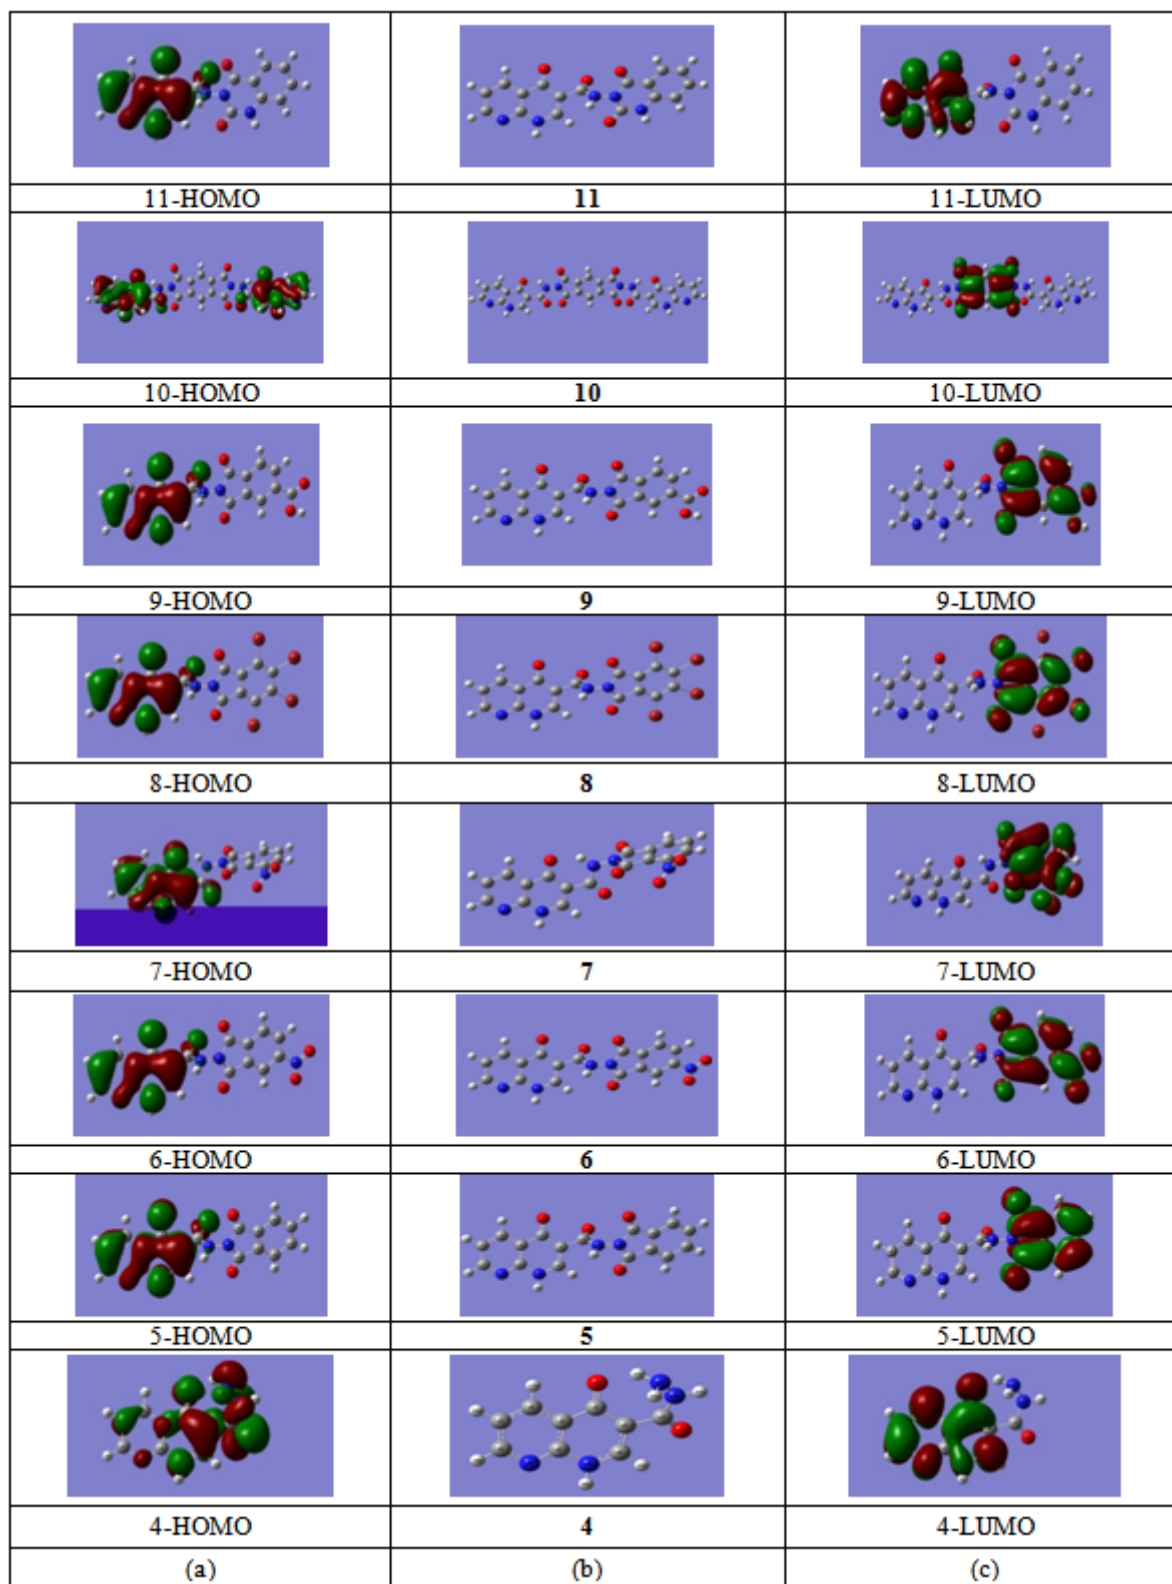 11-HOMO 11 11-LUMO
10-HOMO 10 10-LUMO
9-HOMO 9 9-LUMO
8-HOMO 8 8-LUMO
7-HOMO 7 7-LUMO
6-HOMO 6 6-LUMO
5-HOMO 5 5-LUMO
4-HOMO 4 4-LUMO
(a) (b) (c)